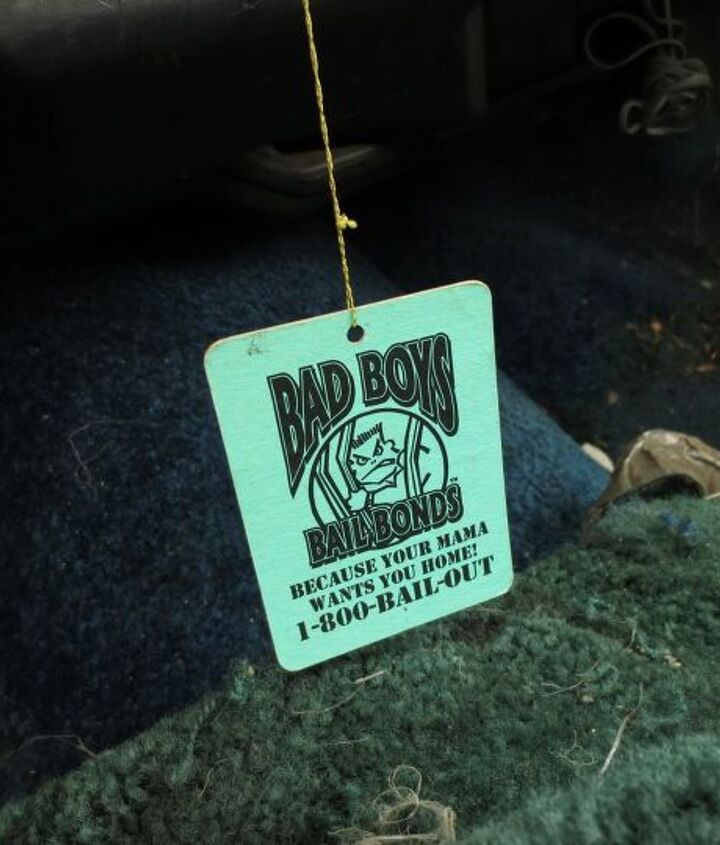 BAD BOYS
BAIL BONDS
BECAUSE YOUR MAMA
WANTS YOU HOME!
1-800-BAIL-OUT